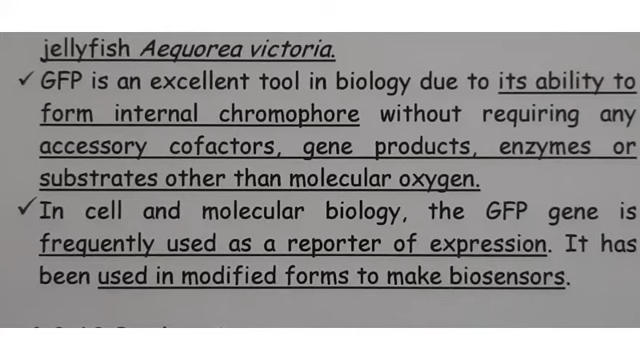 jellyfish Aequorea victoria.
✓ GFP is an excellent tool in biology due to its ability to
form internal chromophore without requiring any
accessory cofactors, gene products, enzymes or
substrates other than molecular oxygen.
✓ In cell and molecular biology, the GFP gene is
frequently used as a reporter of expression. It has
been used in modified forms to make biosensors.